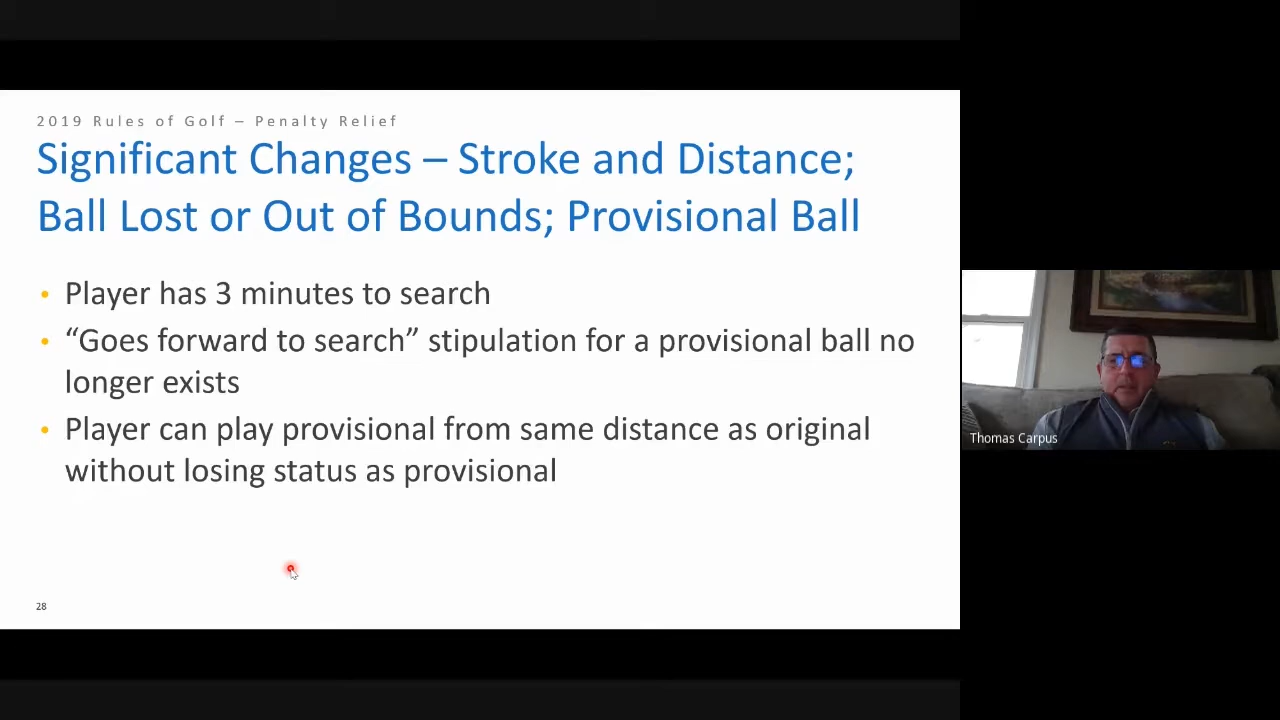 2019 Rules of Golf – Penalty Relief
Significant Changes – Stroke and Distance;
Ball Lost or Out of Bounds; Provisional Ball
• Player has 3 minutes to search
• “Goes forward to search” stipulation for a provisional ball no
longer exists
• Player can play provisional from same distance as original
without losing status as provisional
28
Thomas Carpus